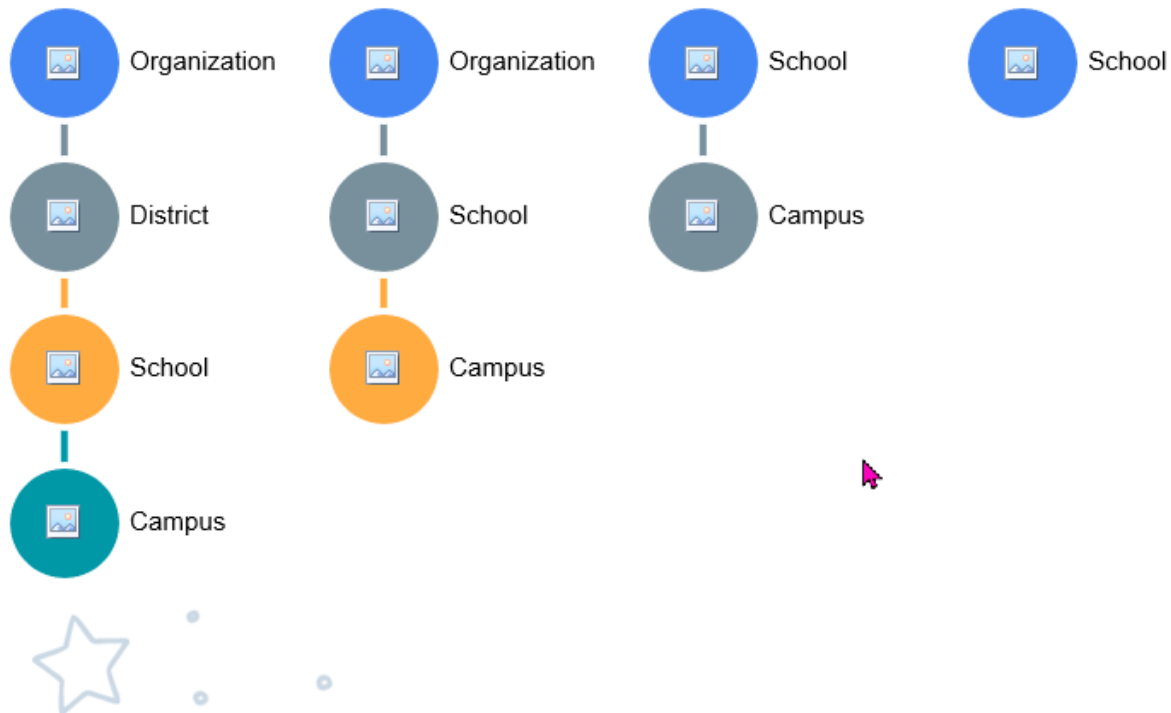 Organization
Organization
School
School
District
School
Campus
School
Campus
Campus